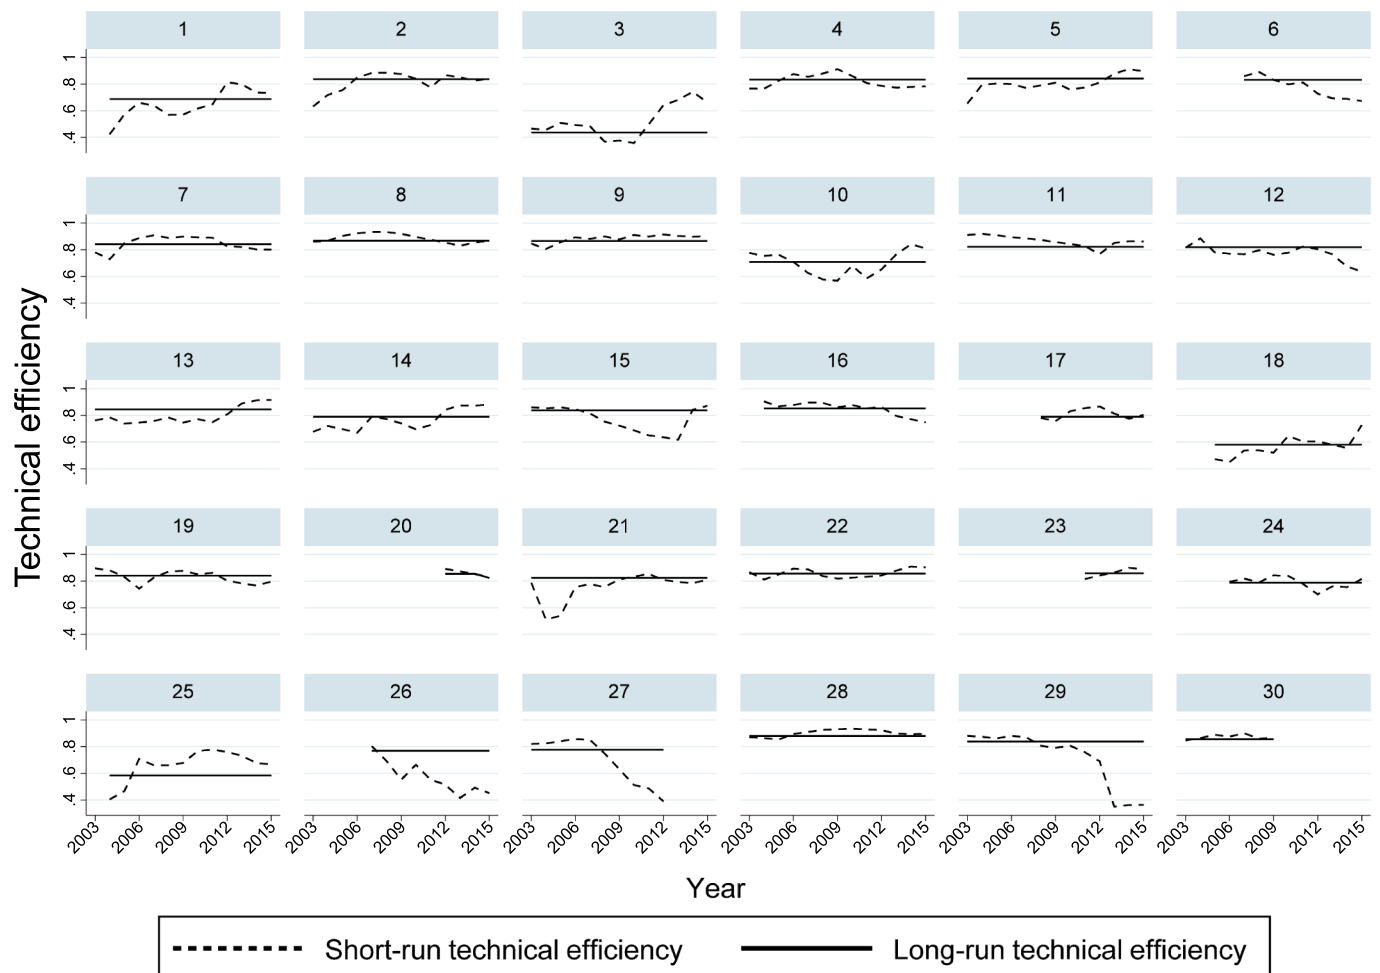 1 2 3 4 5 6
1 .8 .6 .4
7 8 9 10 11 12
1 .8 .6 .4
13 14 15 16 17 18
1 .8 .6 .4
19 20 21 22 23 24
1 .8 .6 .4
25 26 27 28 29 30
1 .8 .6 .4
Technical efficiency
2003 2006 2009 2012 2015 2003 2006 2009 2012 2015 2003 2006 2009 2012 2015 2003 2006 2009 2012 2015 2003 2006 2009 2012 2015 2003 2006 2009 2012 2015
Year
Short-run technical efficiency Long-run technical efficiency